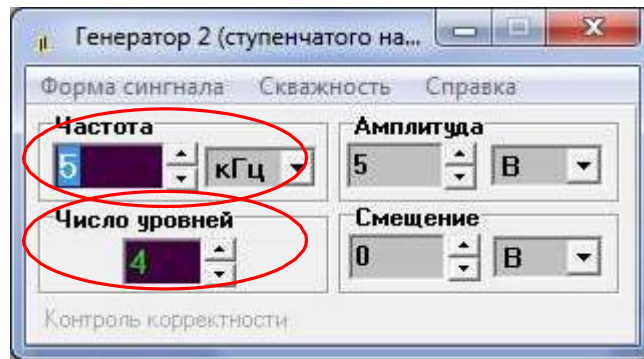 Генератор 2 (ступенчатого на...
Форма сингнала Скважность Справка
Частота
5 кГц
Амплитуда
5 В
Число уровней
4
Смещение
0 В
Контроль корректности